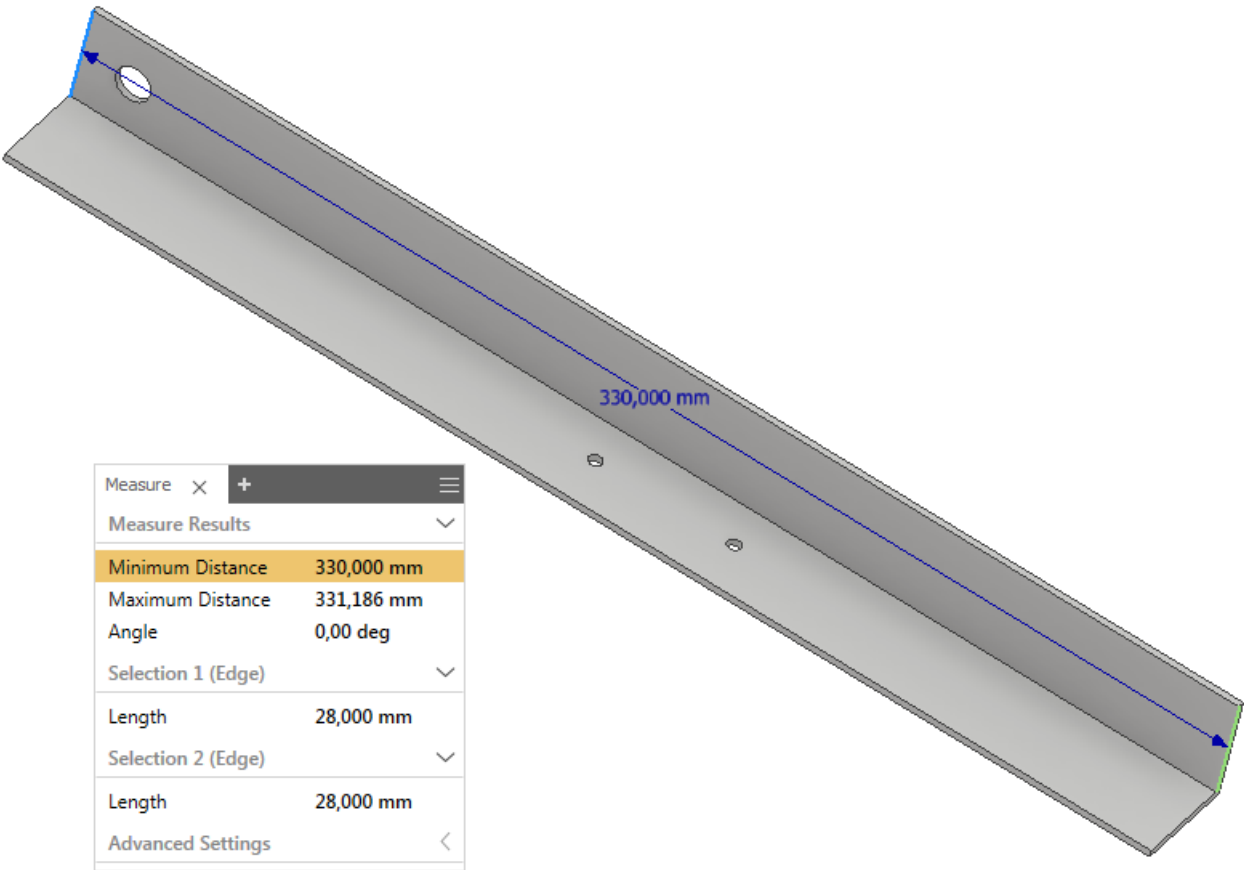 330,000 mm
Measure
Measure Results
Minimum Distance 330,000 mm
Maximum Distance 331,186 mm
Angle 0,00 deg
Selection 1 (Edge)
Length 28,000 mm
Selection 2 (Edge)
Length 28,000 mm
Advanced Settings